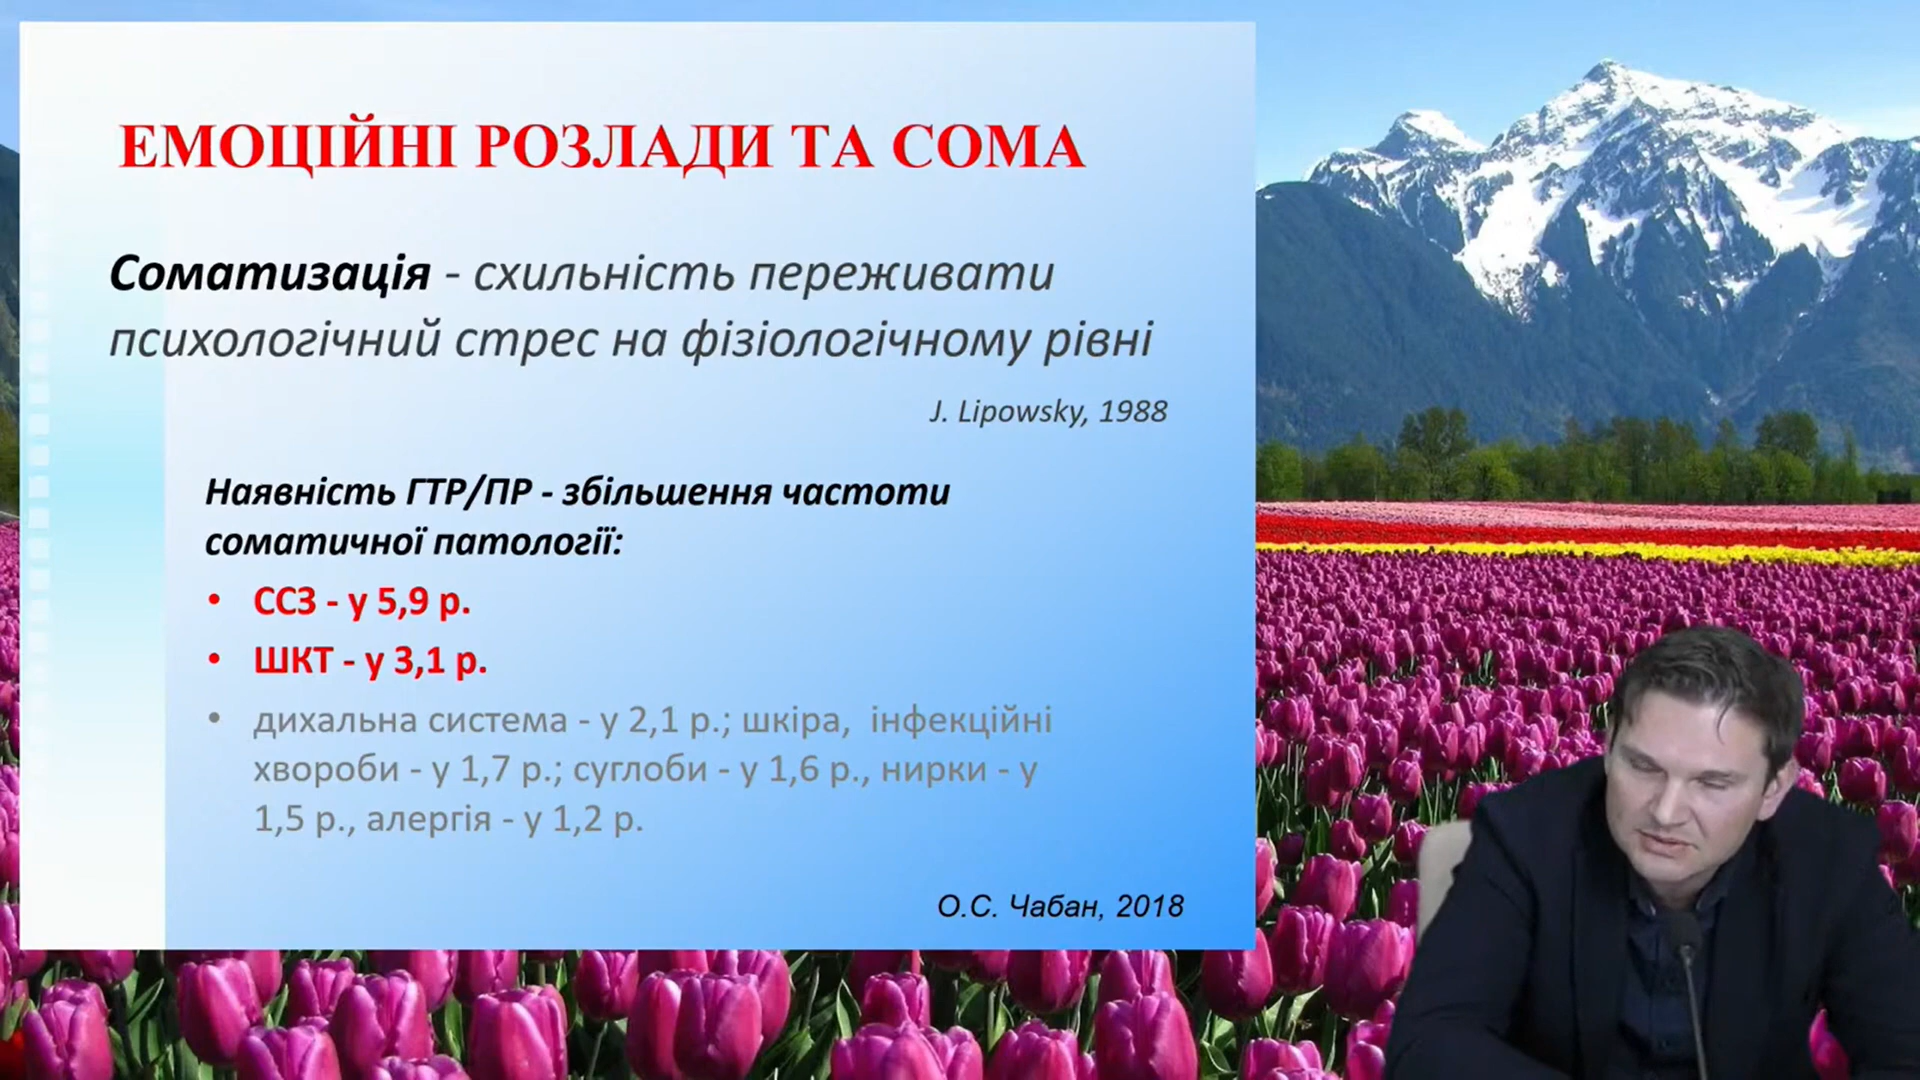 ЕМОЦІЙНІ РОЗЛАДИ ТА СОМА
Соматизація - схильність переживати
психологічний стрес на фізіологічному рівні
J. Lipowsky, 1988
Наявність ГТР/ПР - збільшення частоти
соматичної патології:
• ССЗ - у 5,9 р.
• ШКТ - у 3,1 р.
• дихальна система - у 2,1 р.; шкіра, інфекційні
хвороби - у 1,7 р.; суглоби - у 1,6 р., нирки - у
1,5 р., алергія - у 1,2 р.
О.С. Чабан, 2018